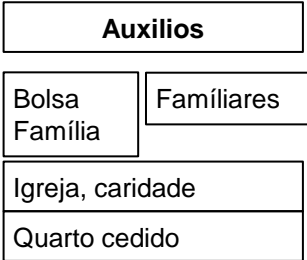 Auxilios
Bolsa
Família
Famíliares
Igreja, caridade
Quarto cedido